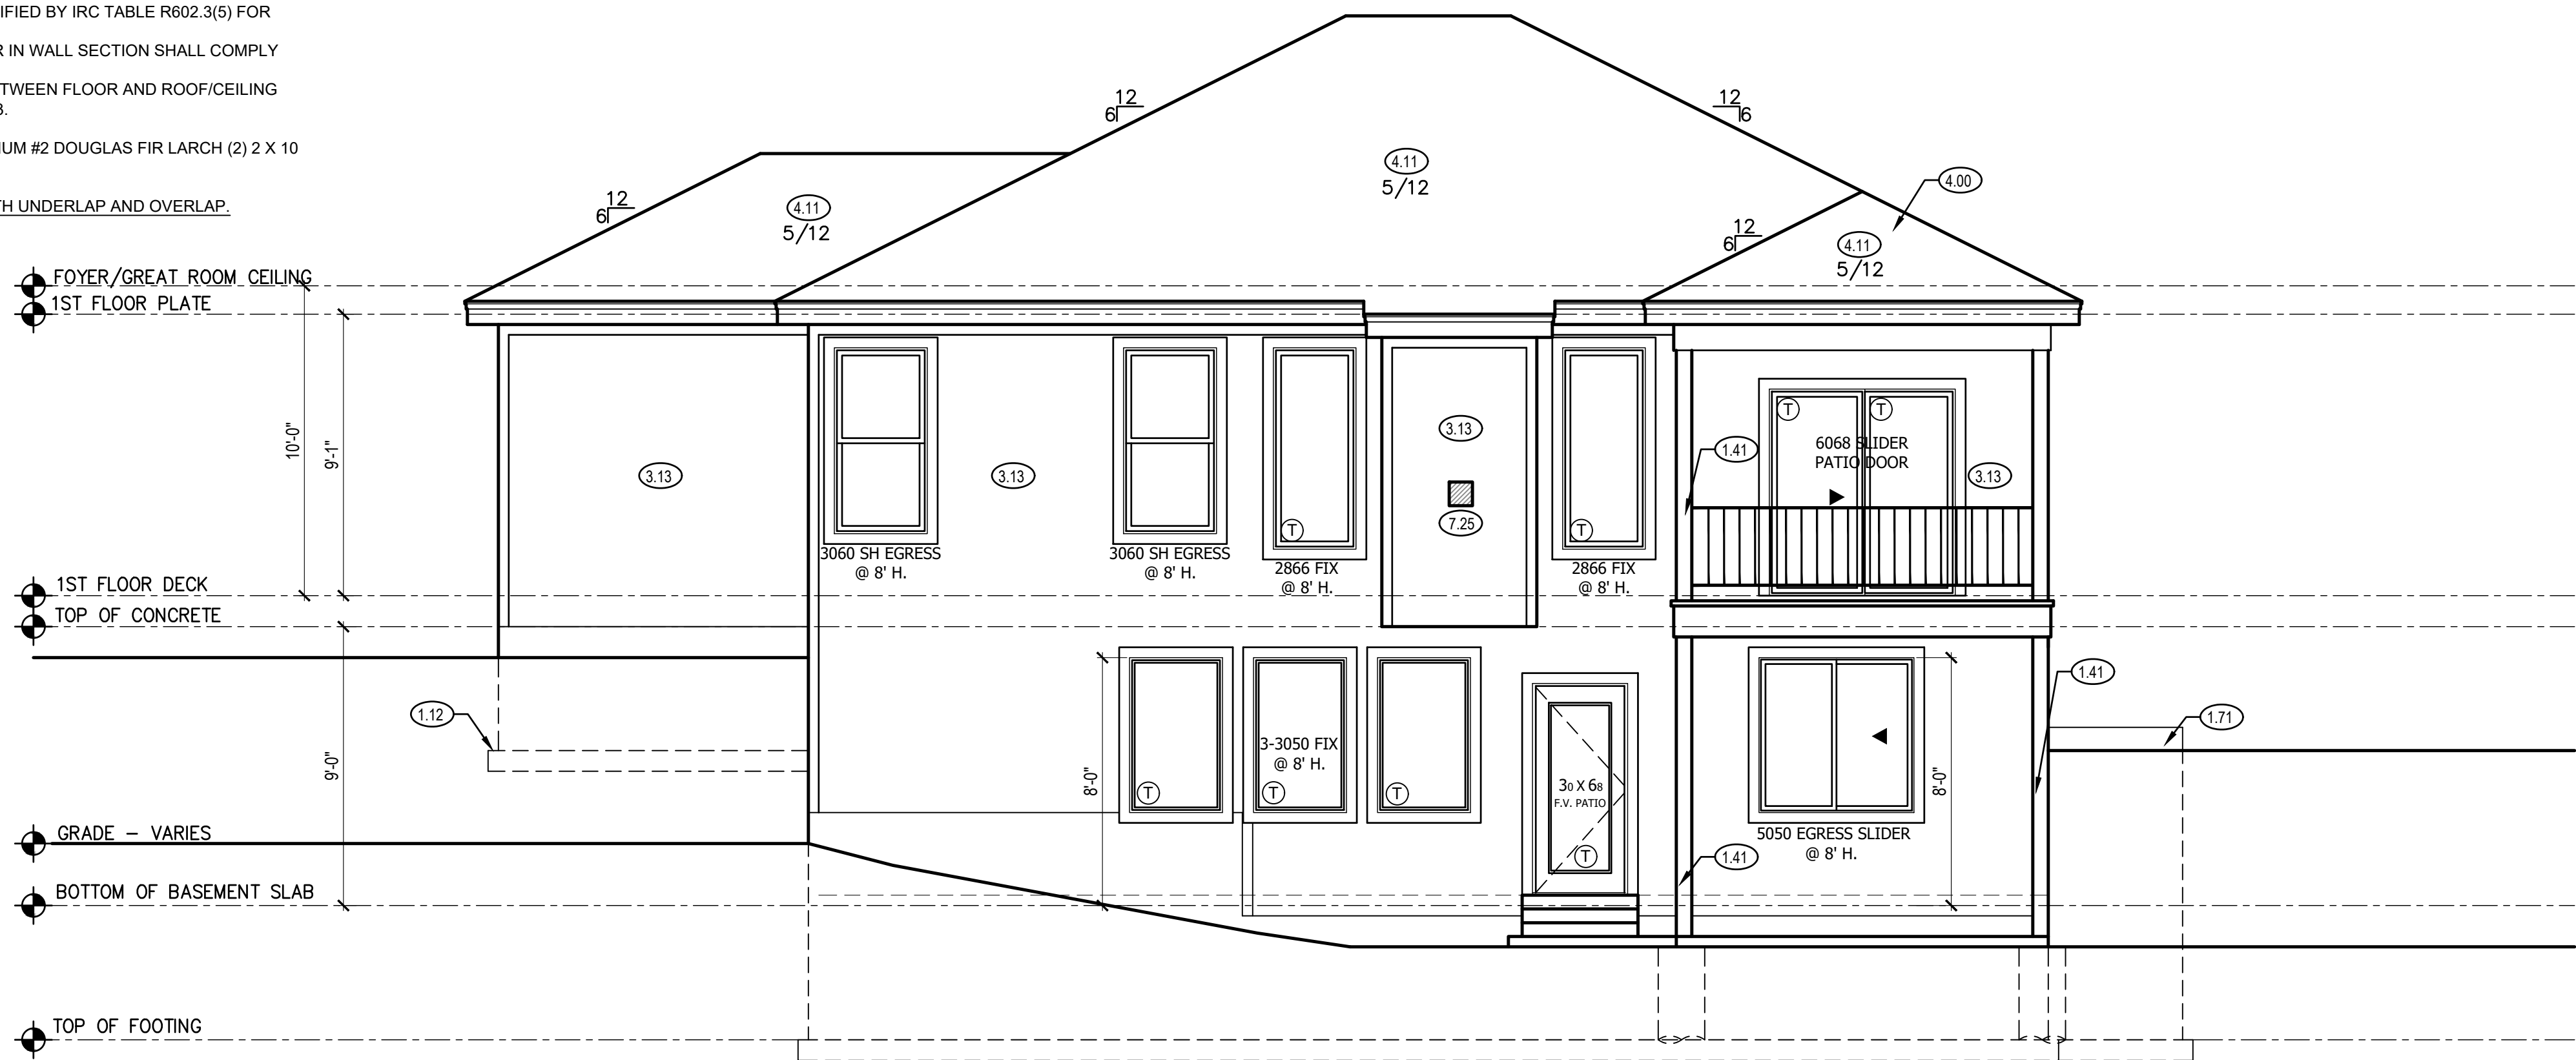 IFIED BY IRC TABLE R602.3(5) FOR
R IN WALL SECTION SHALL COMPLY
TWEEN FLOOR AND ROOF/CEILING
3.
UM #2 DOUGLAS FIR LARCH (2) 2 X 10
TH UNDERLAP AND OVERLAP.
12
6
12
6
12
6
12
6
4.11
5/12
4.11
5/12
4.11
5/12
4.00
FOYER/GREAT ROOM CEILING
1ST FLOOR PLATE
10'-0"
9'-1"
3.13
3.13
3.13
3.13
7.25
1.41
T
T
6068 SLIDER
PATIO DOOR
T
T
3060 SH EGRESS
@ 8' H.
3060 SH EGRESS
@ 8' H.
2866 FIX
@ 8' H.
2866 FIX
@ 8' H.
1ST FLOOR DECK
TOP OF CONCRETE
1.12
9'-0"
8'-0"
3-3050 FIX
@ 8' H.
T
T
T
30 X 68
F.V. PATIO
T
8'-0"
5050 EGRESS SLIDER
@ 8' H.
1.41
1.41
1.71
GRADE – VARIES
BOTTOM OF BASEMENT SLAB
TOP OF FOOTING